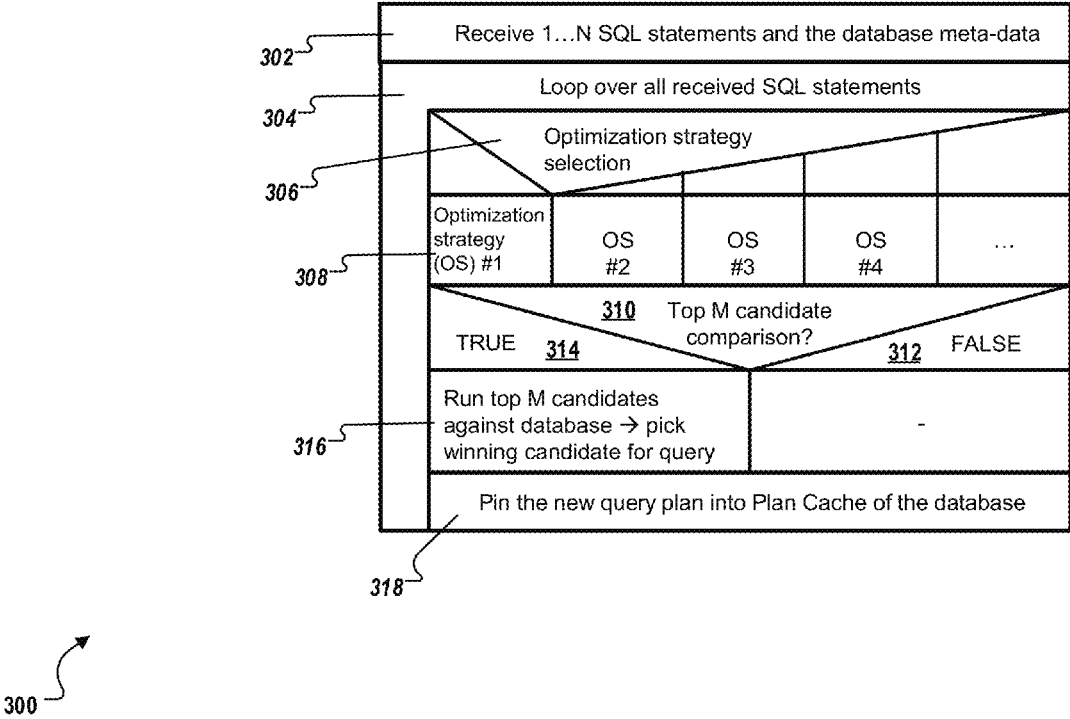 Receive 1...N SQL statements and the database meta-data
302
Loop over all received SQL statements
304
Optimization strategy
selection
306
Optimization
strategy
(OS) #1
OS
#2
OS
#3
OS
#4
...
308
310
Top M candidate
comparison?
TRUE
314
312
FALSE
Run top M candidates
against database → pick
winning candidate for query
-
316
Pin the new query plan into Plan Cache of the database
318
300